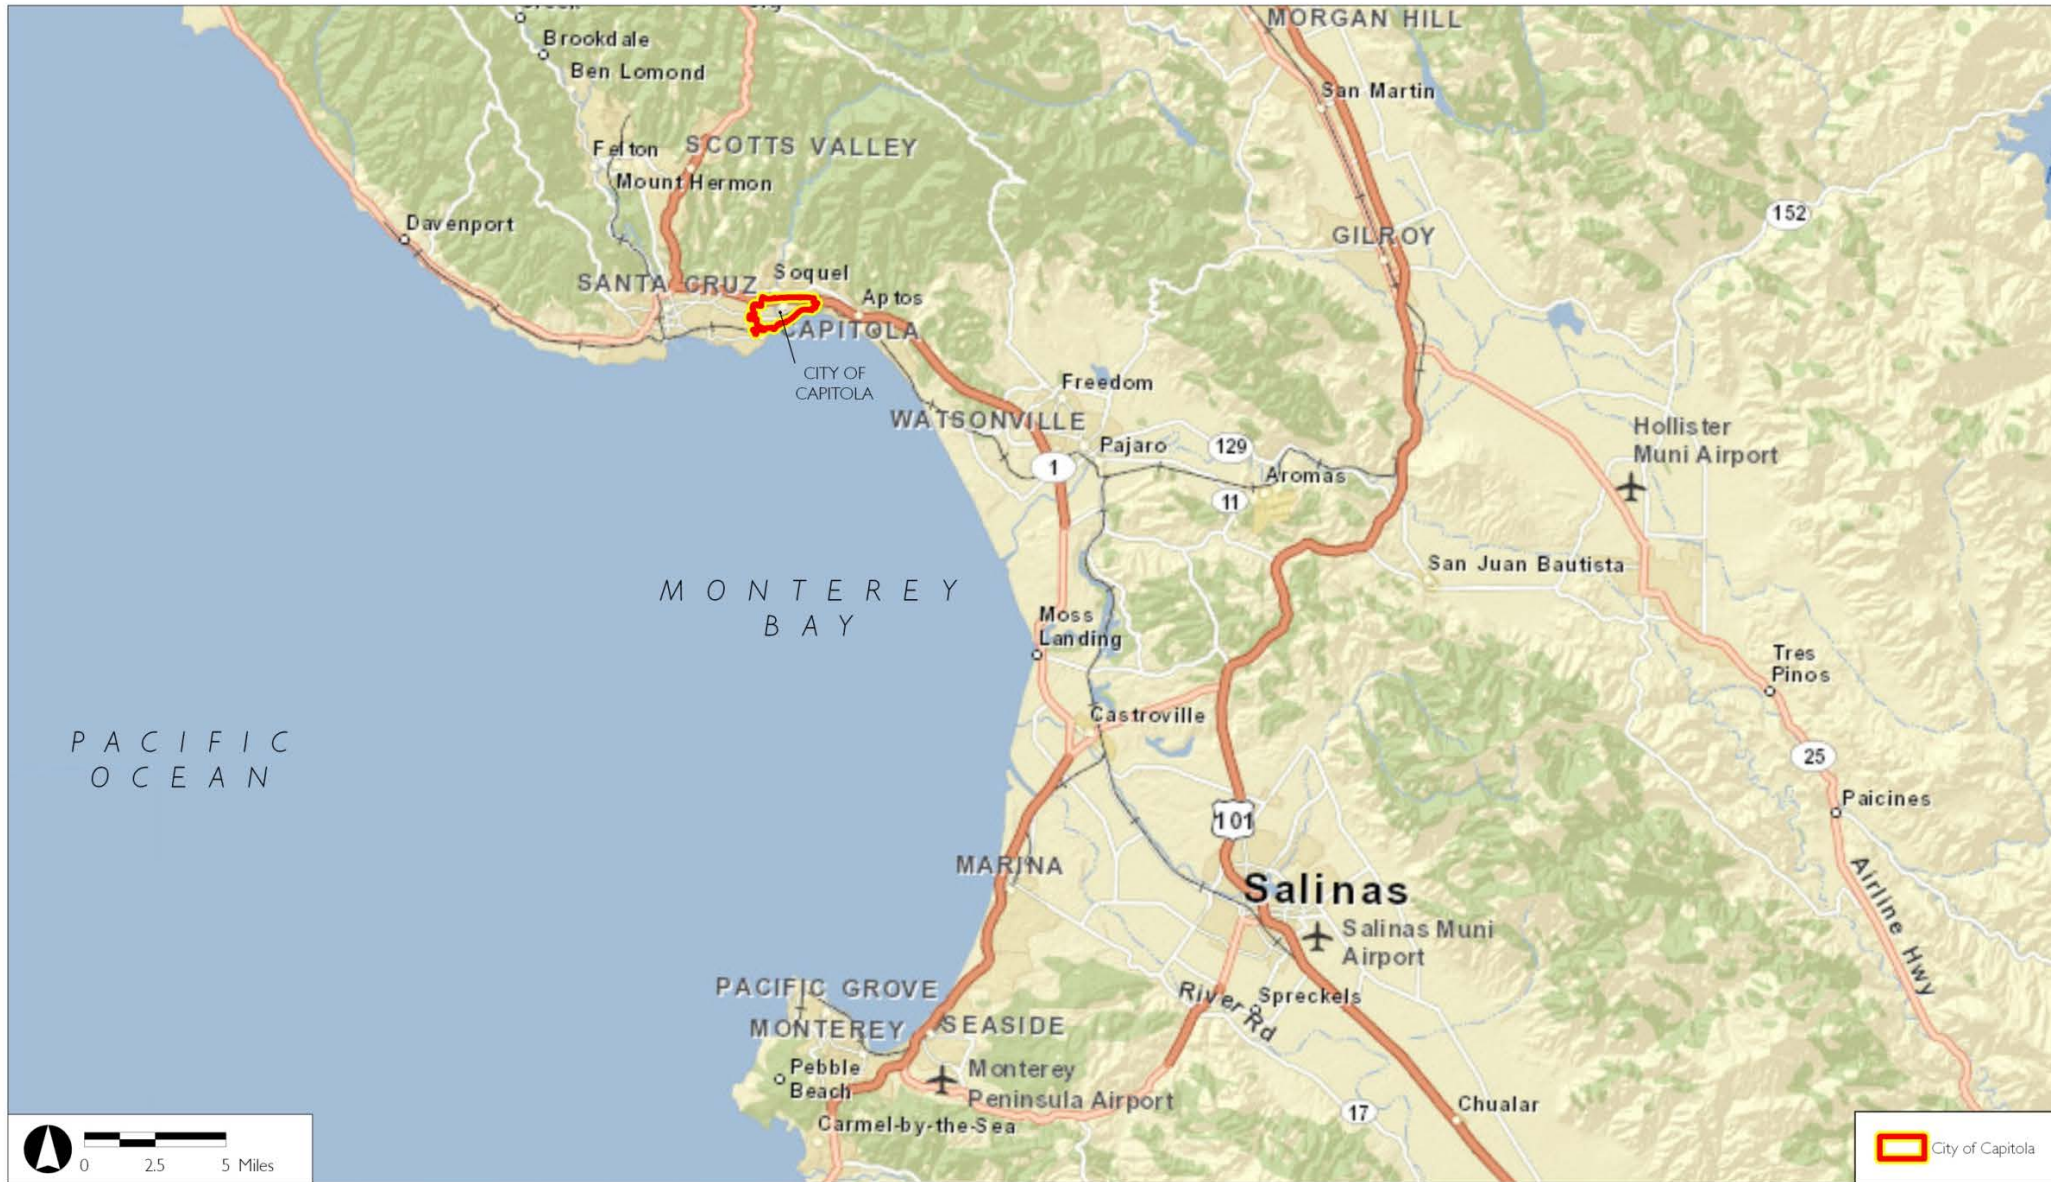 MORGAN HILL
Brookdale
Ben Lomond
San Martin
Felton
SCOTTS VALLEY
Mount Hermon
152
Davenport
GILROY
SANTA CRUZ
Soquel
Aptos
CAPITOLA
CITY OF
CAPITOLA
Freedom
WATSONVILLE
Hollister
Muni Airport
Pajaro
129
1
Aromas
11
San Juan Bautista
MONTEREY
BAY
Moss
Landing
Tres
Pinos
Castroville
PACIFIC
OCEAN
25
Paicines
101
MARINA
Salinas
Airline Hwy
Salinas Muni
Airport
PACIFIC GROVE
River Rd
Spreckels
MONTEREY
SEASIDE
Pebble
Beach
Monterey
Peninsula Airport
17
Chualar
Carmel-by-the-Sea
0 2.5 5 Miles
City of Capitola